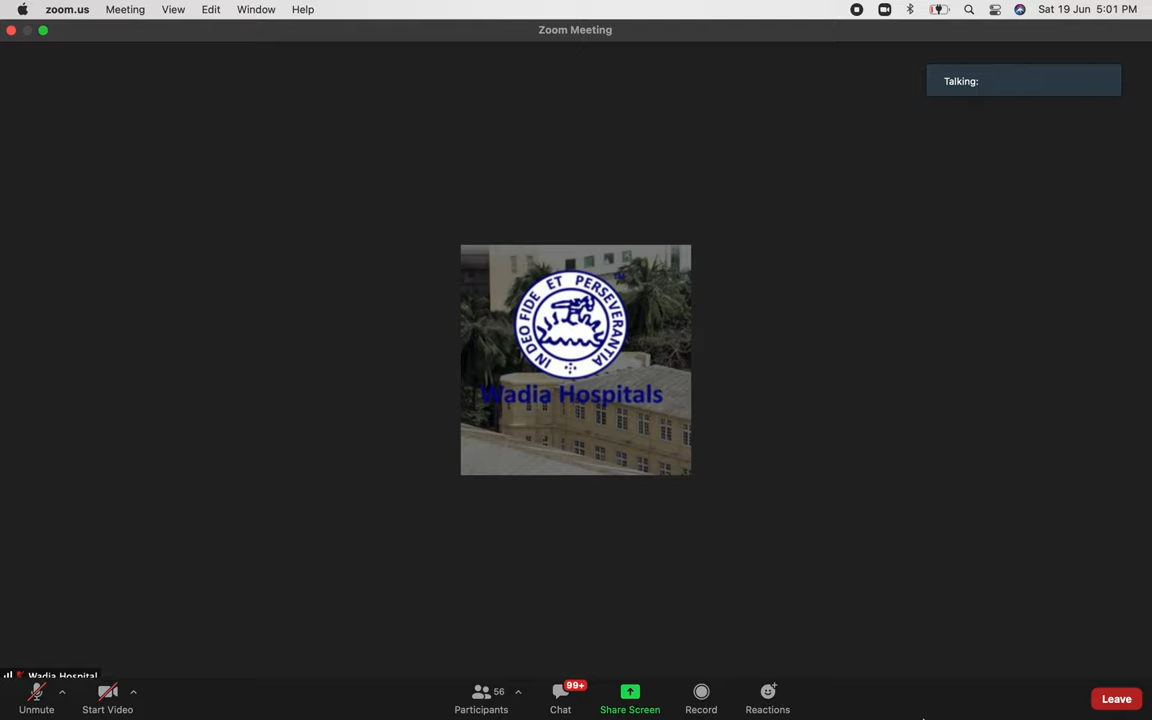 zoom.us Meeting View Edit Window Help Sat 19 Jun 5:01 PM
Zoom Meeting
Talking:
IN DEO FIDE ET PERSEVERANTIA
TM
Wadia Hospitals
Wadia Hospital
56 99+
Unmute Start Video Participants Chat Share Screen Record Reactions Leave